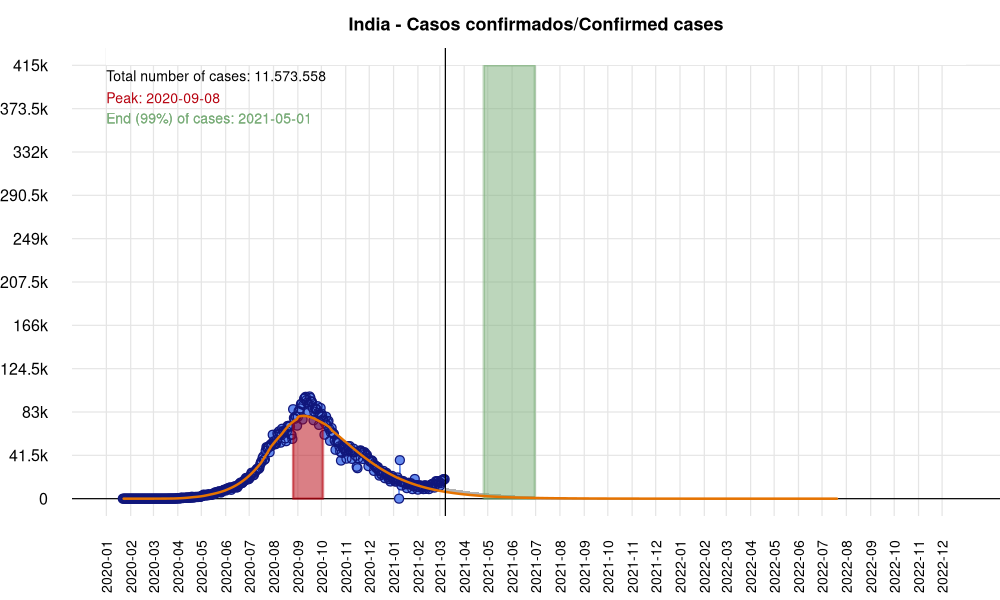 India - Casos confirmados/Confirmed cases
Total number of cases: 11.573.558
Peak: 2020-09-08
End (99%) of cases: 2021-05-01
415k
373.5k
332k
290.5k
249k
207.5k
166k
124.5k
83k
41.5k
0
2020-01
2020-02
2020-03
2020-04
2020-05
2020-06
2020-07
2020-08
2020-09
2020-10
2020-11
2020-12
2021-01
2021-02
2021-03
2021-04
2021-05
2021-06
2021-07
2021-08
2021-09
2021-10
2021-11
2021-12
2022-01
2022-02
2022-03
2022-04
2022-05
2022-06
2022-07
2022-08
2022-09
2022-10
2022-11
2022-12